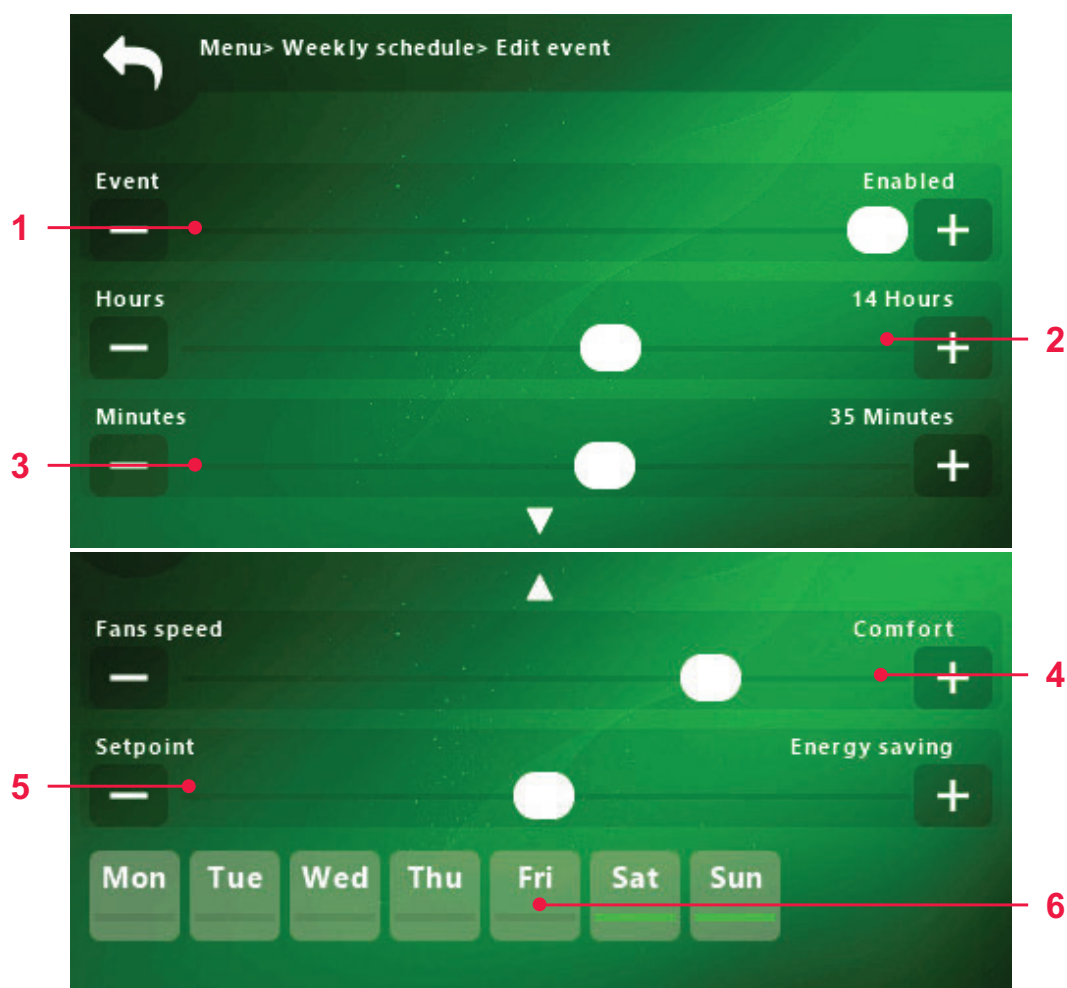 Menu> Weekly schedule> Edit event
Event Enabled
1
Hours 14 Hours
2
Minutes 35 Minutes
3
Fans speed Comfort
4
Setpoint Energy saving
5
Mon Tue Wed Thu Fri Sat Sun
6